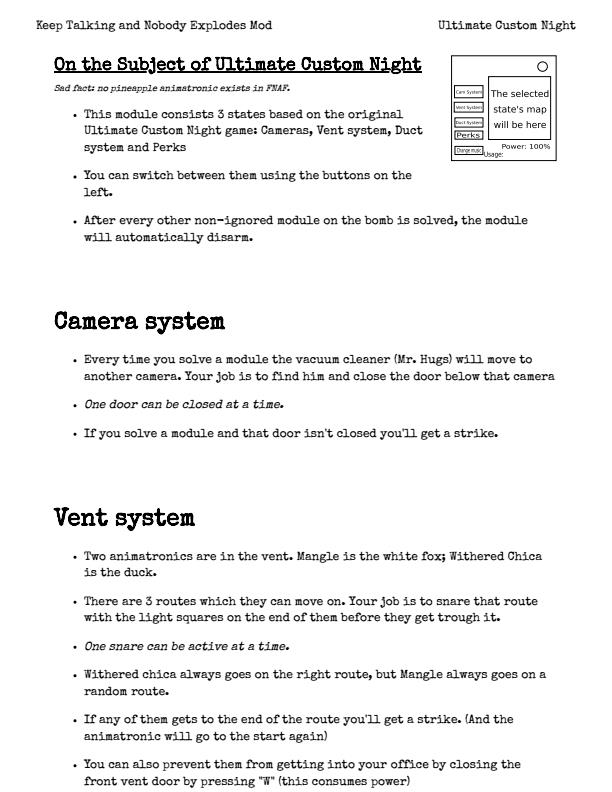 Keep Talking and Nobody Explodes Mod
Ultimate Custom Night
On the Subject of Ultimate Custom Night
Sad fact: no pineapple animatronic exists in FNAF.
• This module consists 3 states based on the original
Ultimate Custom Night game: Cameras, Vent system, Duct
system and Perks
• You can switch between them using the buttons on the
left.
• After every other non-ignored module on the bomb is solved, the module
will automatically disarm.
Cam System
Vent System
Duct System
Perks
Change music
The selected
state's map
will be here
Power: 100%
Usage:
Camera system
• Every time you solve a module the vacuum cleaner (Mr. Hugs) will move to
another camera. Your job is to find him and close the door below that camera
• One door can be closed at a time.
• If you solve a module and that door isn't closed you'll get a strike.
Vent system
• Two animatronics are in the vent. Mangle is the white fox; Withered Chica
is the duck.
• There are 3 routes which they can move on. Your job is to snare that route
with the light squares on the end of them before they get trough it.
• One snare can be active at a time.
• Withered chica always goes on the right route, but Mangle always goes on a
random route.
• If any of them gets to the end of the route you'll get a strike. (And the
animatronic will go to the start again)
• You can also prevent them from getting into your office by closing the
front vent door by pressing "W" (this consumes power)